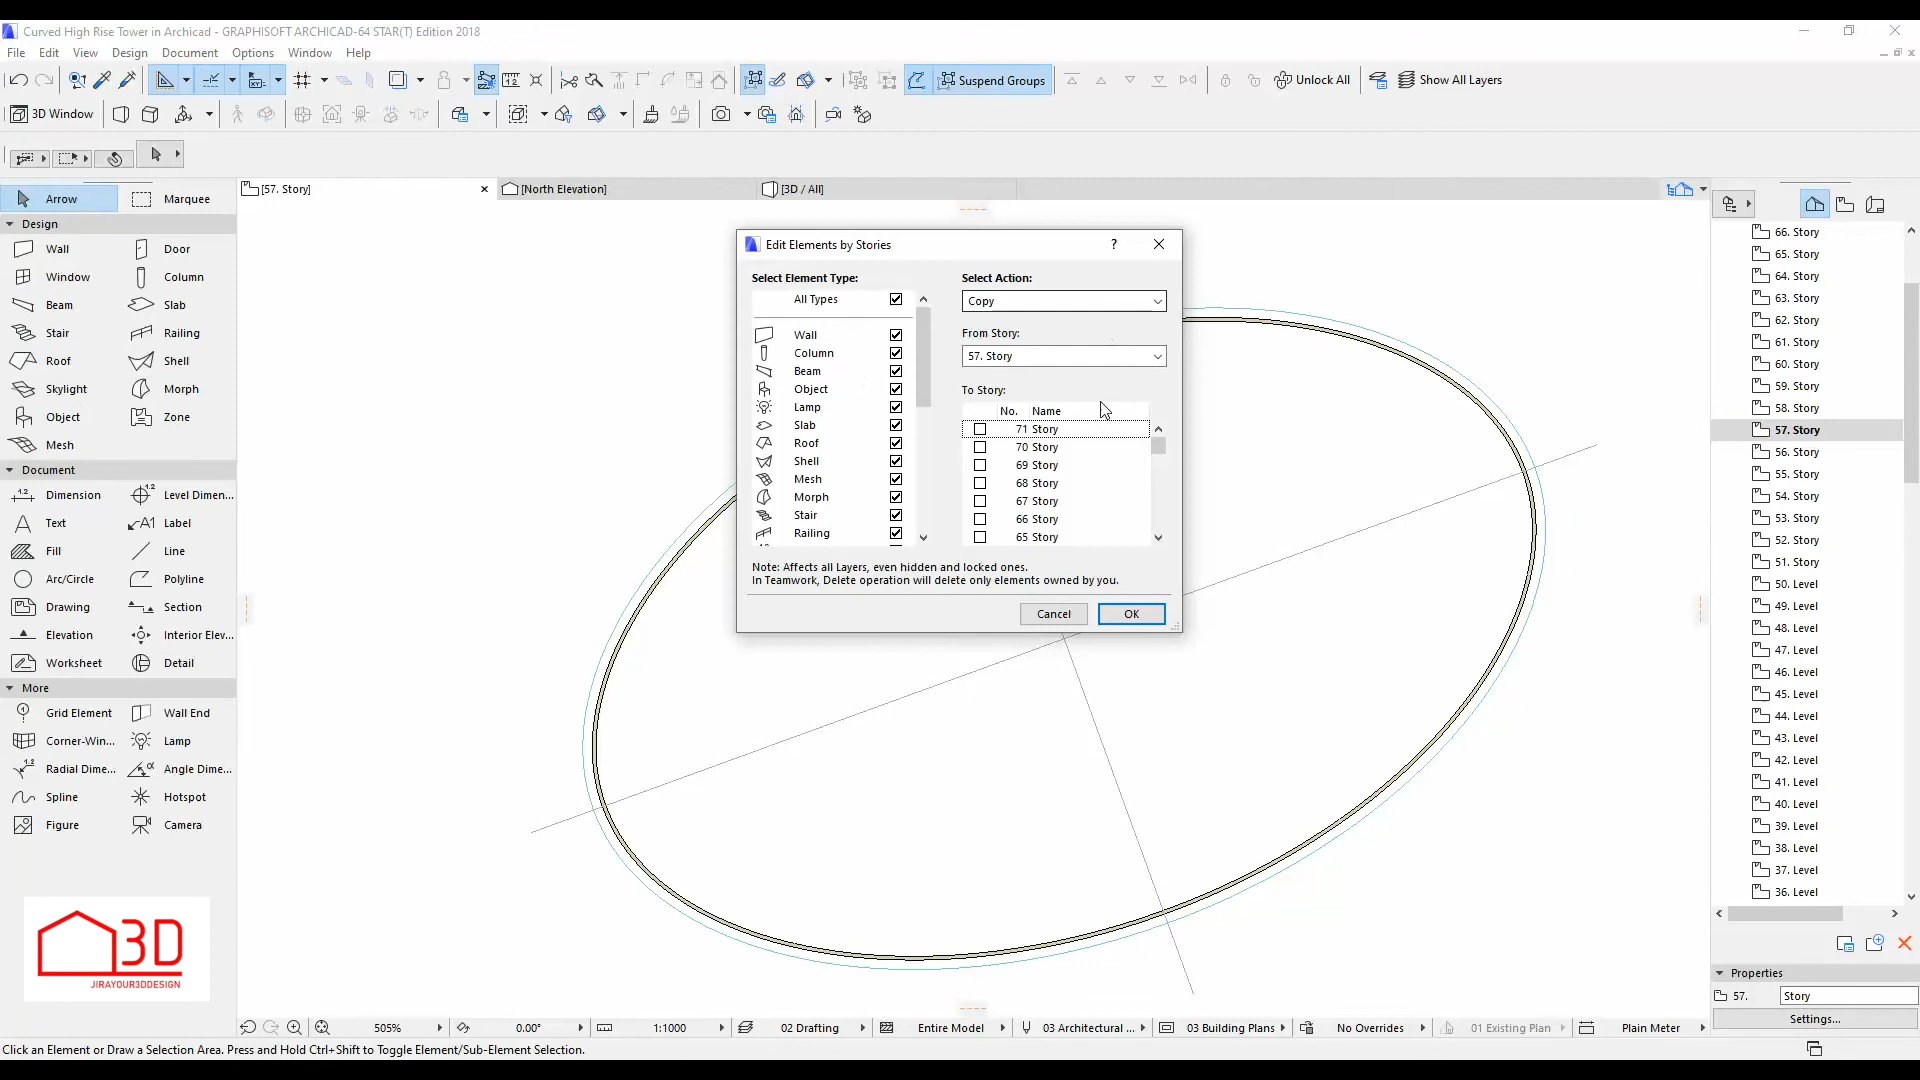 Curved High Rise Tower in Archicad - GRAPHISOFT ARCHICAD-64 STAR(T) Edition 2018
File Edit View Design Document Options Window Help
Suspend Groups
Unlock All
Show All Layers
3D Window
[57. Story]
[North Elevation]
[3D / All]
Arrow
Marquee
Design
Wall
Door
Window
Column
Beam
Slab
Stair
Railing
Roof
Shell
Skylight
Morph
Object
Zone
Mesh
Document
1.2
Dimension
1.2
Level Dimen...
Text
A1
Label
Fill
Line
Arc/Circle
Polyline
Drawing
Section
Elevation
Interior Elev...
Worksheet
Detail
More
Grid Element
Wall End
Corner-Win...
Lamp
1.2
Radial Dime...
Angle Dime...
Spline
Hotspot
Figure
Camera
3D
JIRAYOUR3DDESIGN
Edit Elements by Stories
?
Select Element Type:
All Types
Wall
Column
Beam
Object
Lamp
Slab
Roof
Shell
Mesh
Morph
Stair
Railing
Select Action:
Copy
From Story:
57. Story
To Story:
No. Name
71 Story
70 Story
69 Story
68 Story
67 Story
66 Story
65 Story
Note: Affects all Layers, even hidden and locked ones.
In Teamwork, Delete operation will delete only elements owned by you.
Cancel
OK
66. Story
65. Story
64. Story
63. Story
62. Story
61. Story
60. Story
59. Story
58. Story
57. Story
56. Story
55. Story
54. Story
53. Story
52. Story
51. Story
50. Level
49. Level
48. Level
47. Level
46. Level
45. Level
44. Level
43. Level
42. Level
41. Level
40. Level
39. Level
38. Level
37. Level
36. Level
Properties
57.
Story
Settings...
505%
0.00°
1:1000
02 Drafting
Entire Model
03 Architectural ...
03 Building Plans
No Overrides
01 Existing Plan
Plain Meter
Click an Element or Draw a Selection Area. Press and Hold Ctrl+Shift to Toggle Element/Sub-Element Selection.